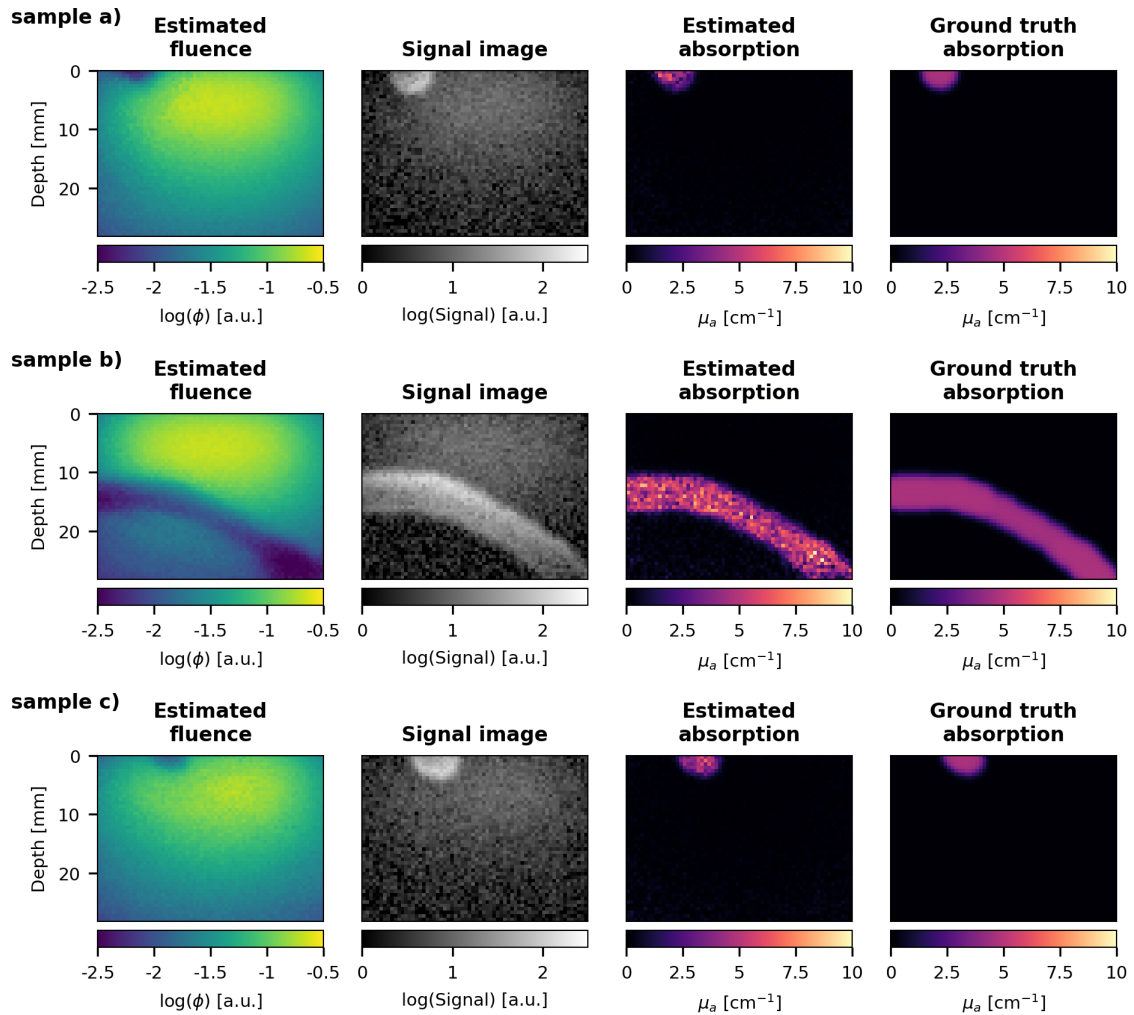 sample a)
Estimated
fluence
Signal image
Estimated
absorption
Ground truth
absorption
Depth [mm]
0
10
20
-2.5 -2 -1.5 -1 -0.5
log(ϕ) [a.u.]
0 1 2
log(Signal) [a.u.]
0 2.5 5 7.5 10
μₐ [cm⁻¹]
0 2.5 5 7.5 10
μₐ [cm⁻¹]
sample b)
Estimated
fluence
Signal image
Estimated
absorption
Ground truth
absorption
Depth [mm]
0
10
20
-2.5 -2 -1.5 -1 -0.5
log(ϕ) [a.u.]
0 1 2
log(Signal) [a.u.]
0 2.5 5 7.5 10
μₐ [cm⁻¹]
0 2.5 5 7.5 10
μₐ [cm⁻¹]
sample c)
Estimated
fluence
Signal image
Estimated
absorption
Ground truth
absorption
Depth [mm]
0
10
20
-2.5 -2 -1.5 -1 -0.5
log(ϕ) [a.u.]
0 1 2
log(Signal) [a.u.]
0 2.5 5 7.5 10
μₐ [cm⁻¹]
0 2.5 5 7.5 10
μₐ [cm⁻¹]